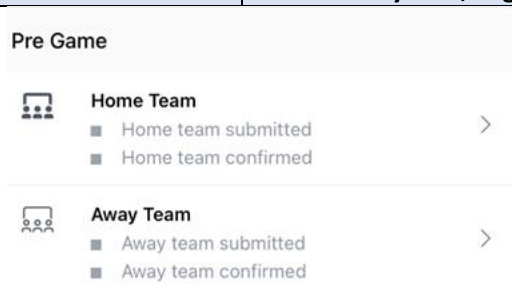 Pre Game
Home Team
Home team submitted
Home team confirmed
Away Team
Away team submitted
Away team confirmed